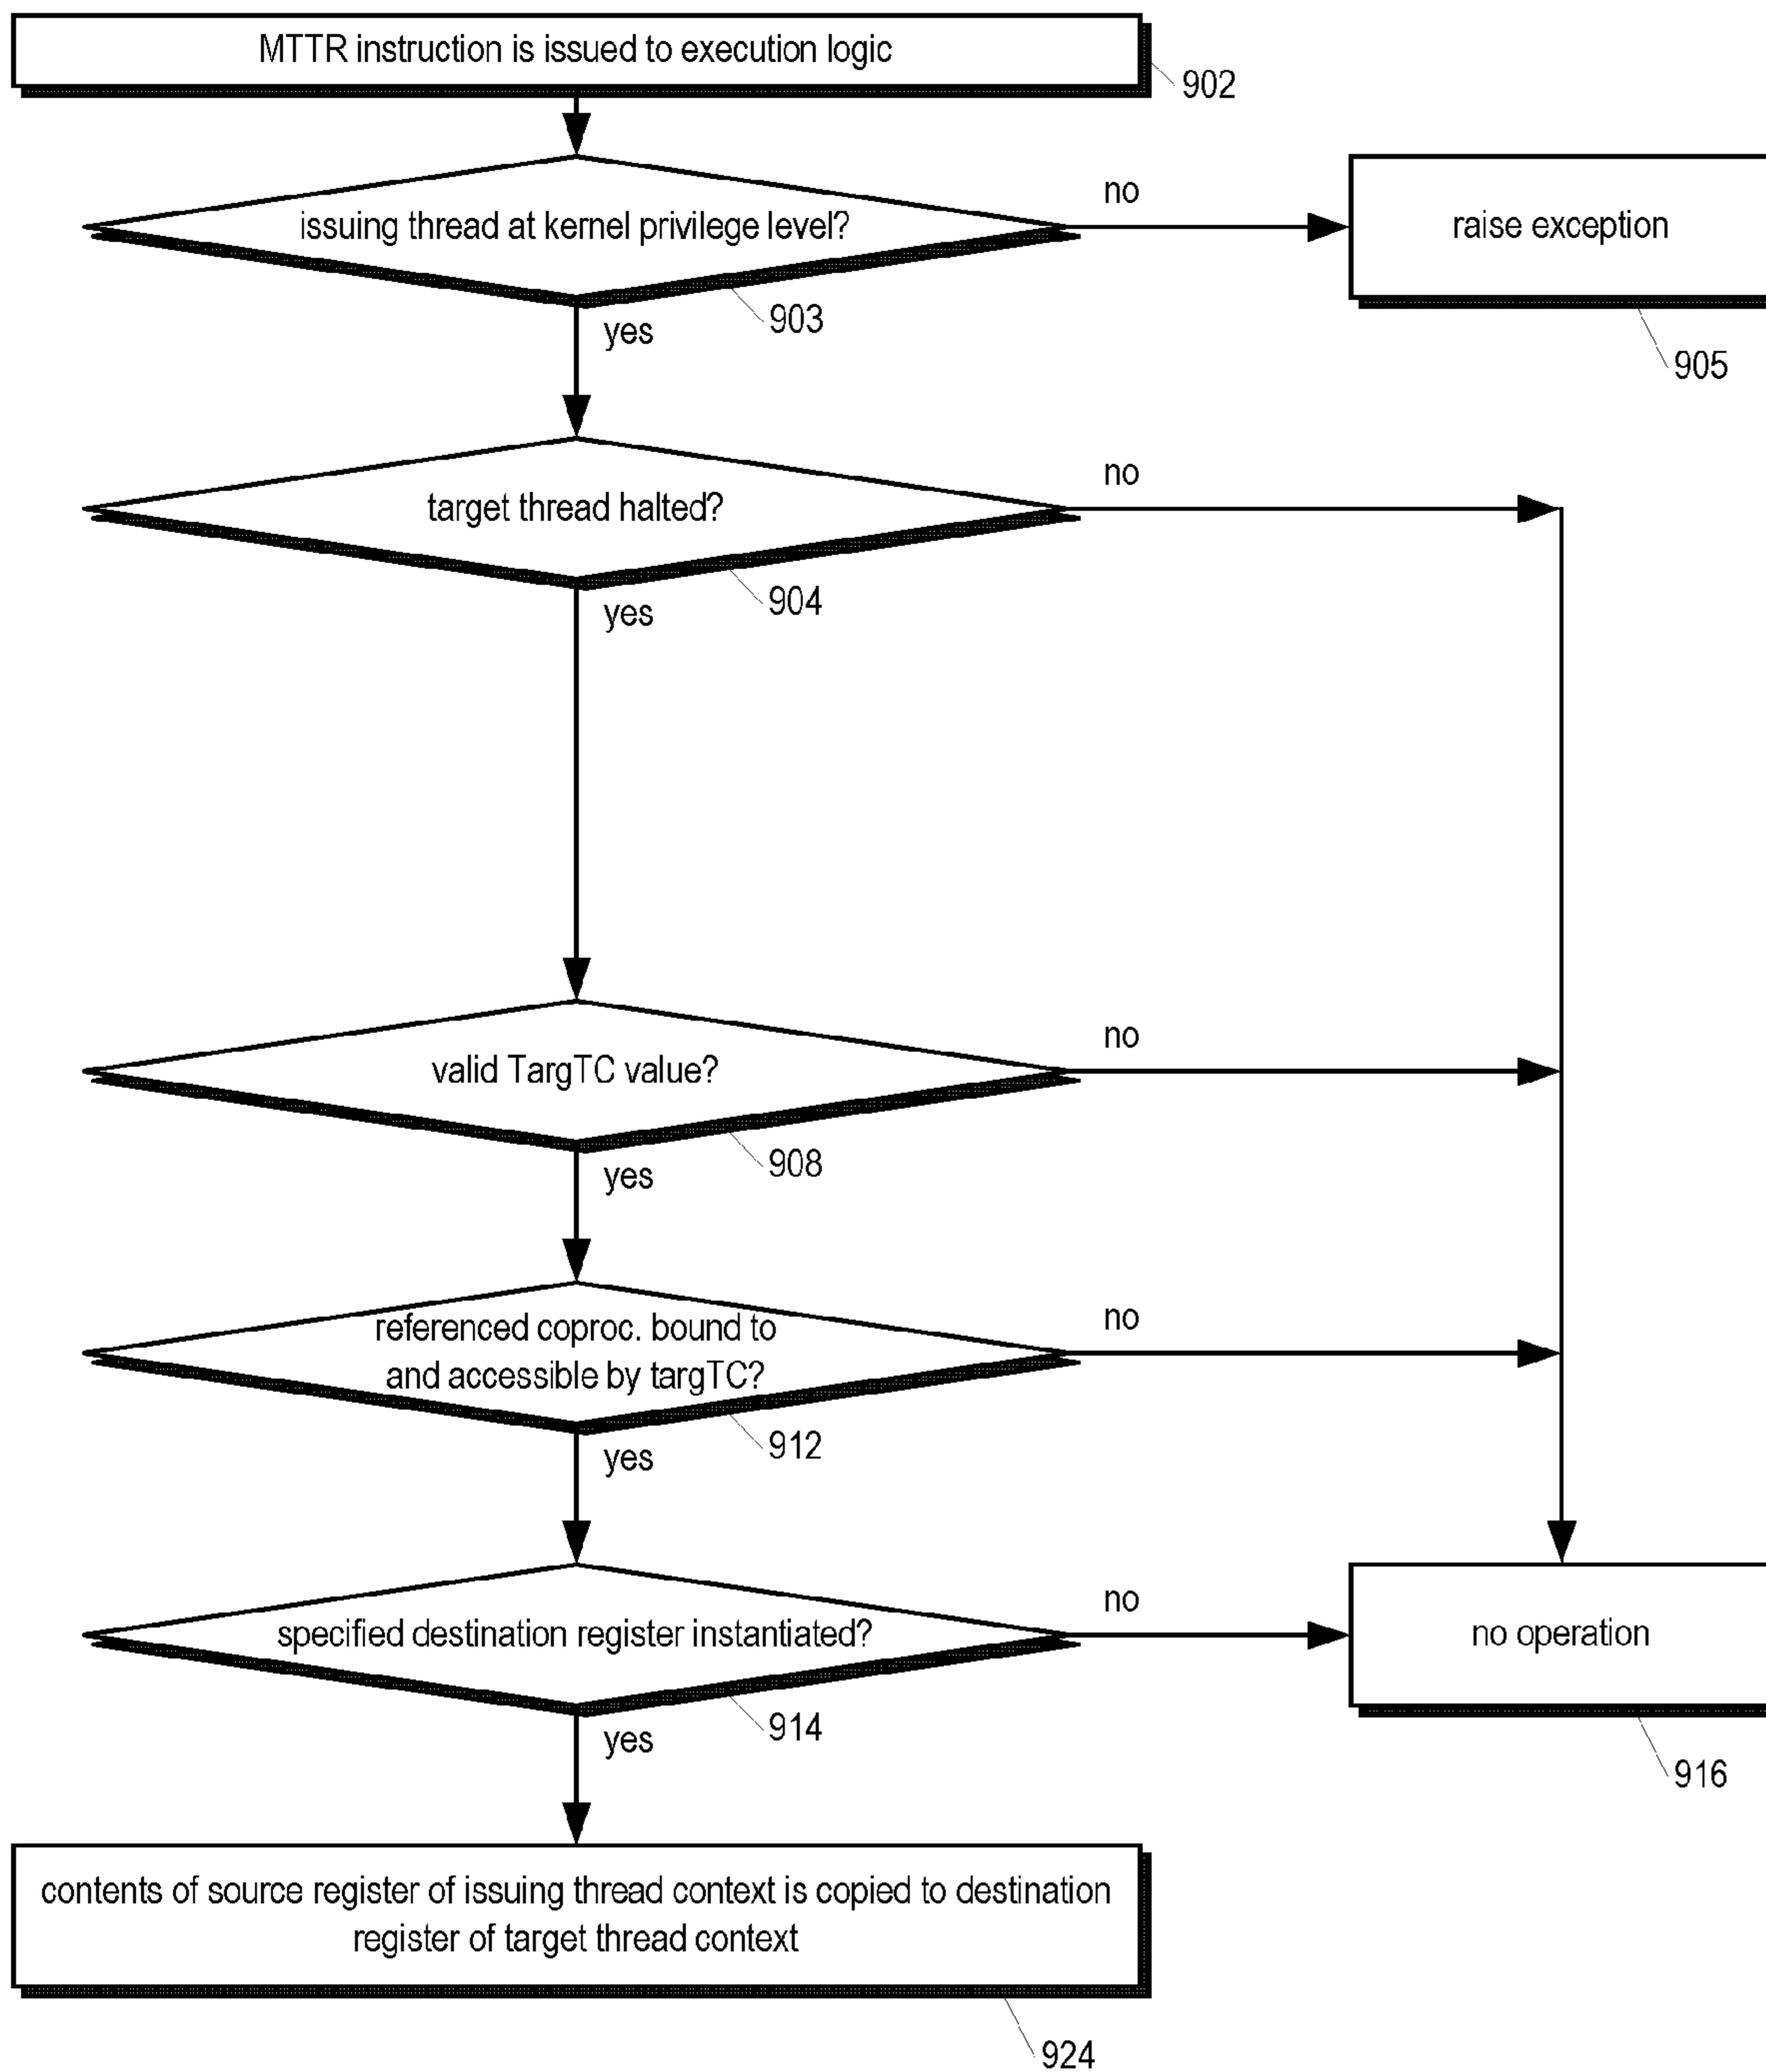 MTTR instruction is issued to execution logic
902
issuing thread at kernel privilege level?
no
raise exception
903
yes
905
target thread halted?
no
904
yes
valid TargTC value?
no
908
yes
referenced coproc. bound to
and accessible by targTC?
no
912
yes
specified destination register instantiated?
no
no operation
914
yes
916
contents of source register of issuing thread context is copied to destination
register of target thread context
924